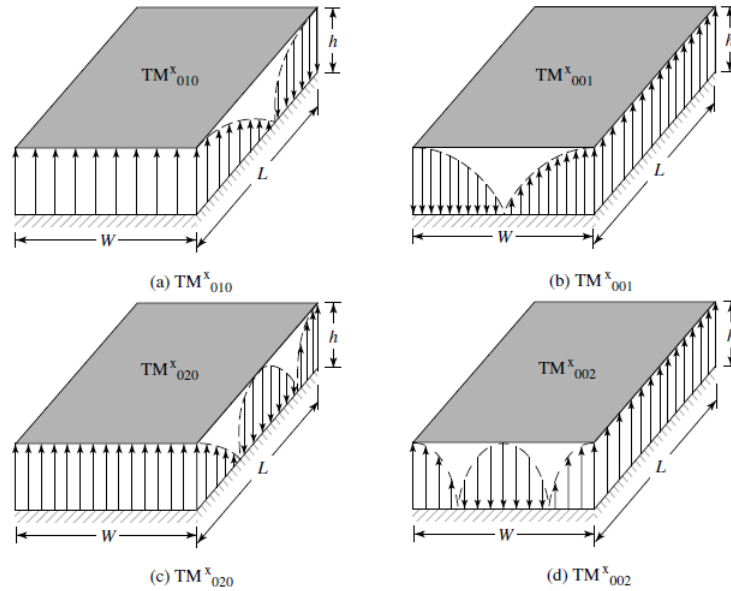 TMˣ₀₁₀
h
L
W
(a) TMˣ₀₁₀
TMˣ₀₀₁
h
L
W
(b) TMˣ₀₀₁
TMˣ₀₂₀
h
L
W
(c) TMˣ₀₂₀
TMˣ₀₀₂
h
L
W
(d) TMˣ₀₀₂